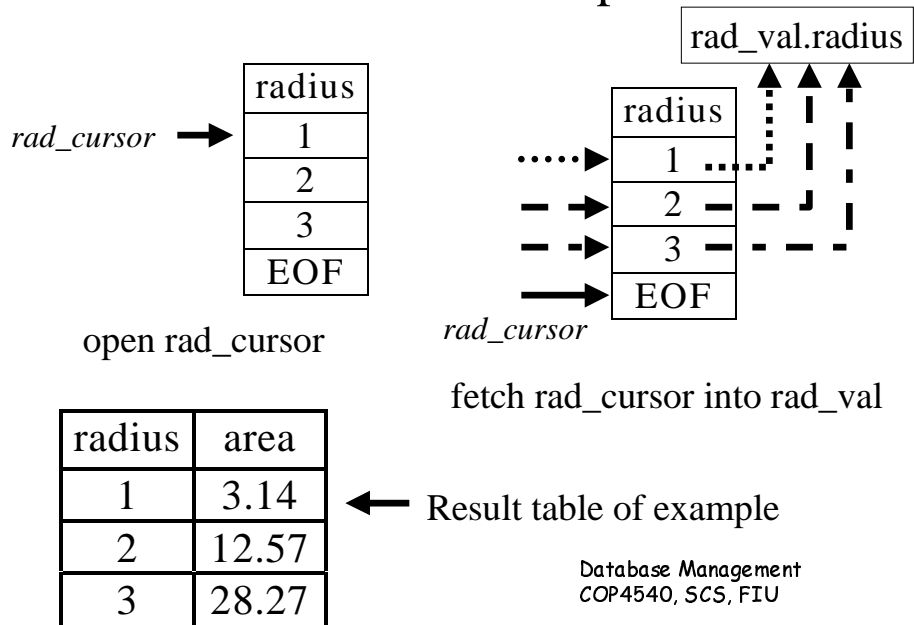 rad_val.radius
radius
rad_cursor
1
2
3
EOF
radius
1
2
3
EOF
rad_cursor
open rad_cursor
fetch rad_cursor into rad_val
radius area
1 3.14
2 12.57
3 28.27
Result table of example
Database Management
COP4540, SCS, FIU